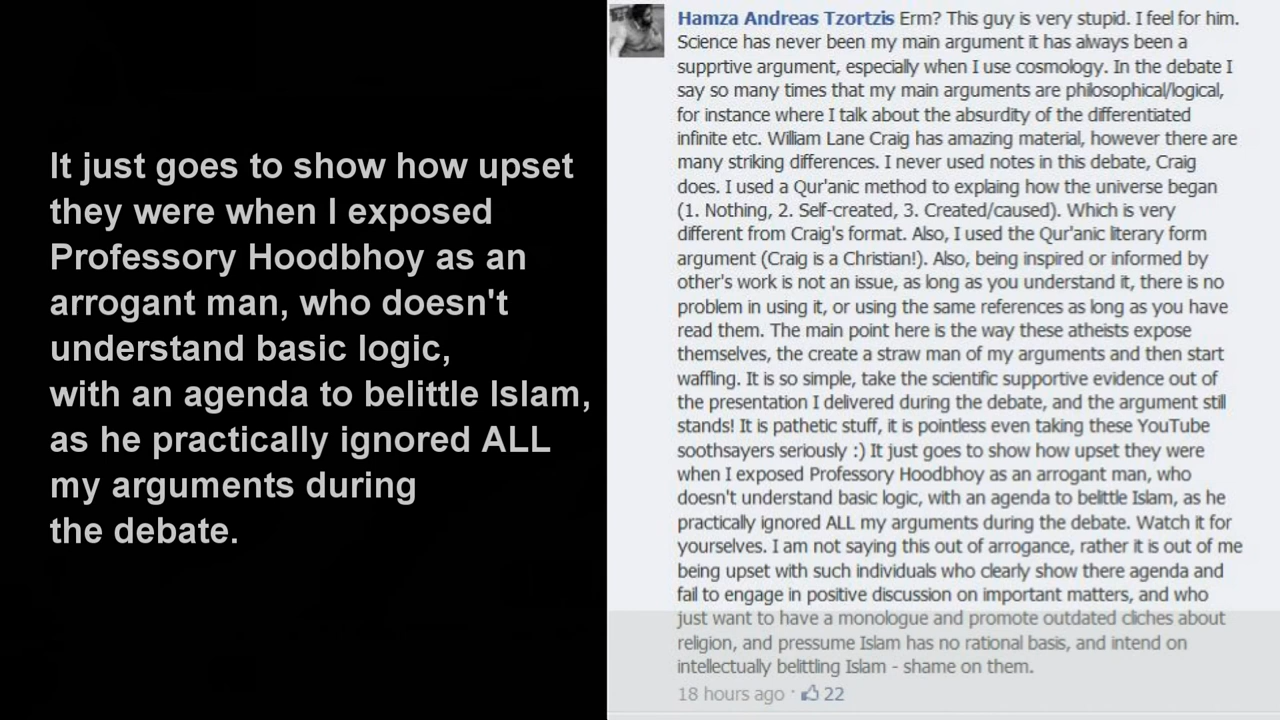 It just goes to show how upset
they were when I exposed
Professory Hoodbhoy as an
arrogant man, who doesn't
understand basic logic,
with an agenda to belittle Islam,
as he practically ignored ALL
my arguments during
the debate.
Hamza Andreas Tzortzis Erm? This guy is very stupid. I feel for him.
Science has never been my main argument it has always been a
supprtive argument, especially when I use cosmology. In the debate I
say so many times that my main arguments are philosophical/logical,
for instance where I talk about the absurdity of the differentiated
infinite etc. William Lane Craig has amazing material, however there are
many striking differences. I never used notes in this debate, Craig
does. I used a Qur'anic method to explaing how the universe began
(1. Nothing, 2. Self-created, 3. Created/caused). Which is very
different from Craig's format. Also, I used the Qur'anic literary form
argument (Craig is a Christian!). Also, being inspired or informed by
other's work is not an issue, as long as you understand it, there is no
problem in using it, or using the same references as long as you have
read them. The main point here is the way these atheists expose
themselves, the create a straw man of my arguments and then start
waffling. It is so simple, take the scientific supportive evidence out of
the presentation I delivered during the debate, and the argument still
stands! It is pathetic stuff, it is pointless even taking these YouTube
soothsayers seriously :) It just goes to show how upset they were
when I exposed Professory Hoodbhoy as an arrogant man, who
doesn't understand basic logic, with an agenda to belittle Islam, as he
practically ignored ALL my arguments during the debate. Watch it for
yourselves. I am not saying this out of arrogance, rather it is out of me
being upset with such individuals who clearly show there agenda and
fail to engage in positive discussion on important matters, and who
just want to have a monologue and promote outdated cliches about
religion, and pressume Islam has no rational basis, and intend on
intellectually belittling Islam - shame on them.
18 hours ago · 22